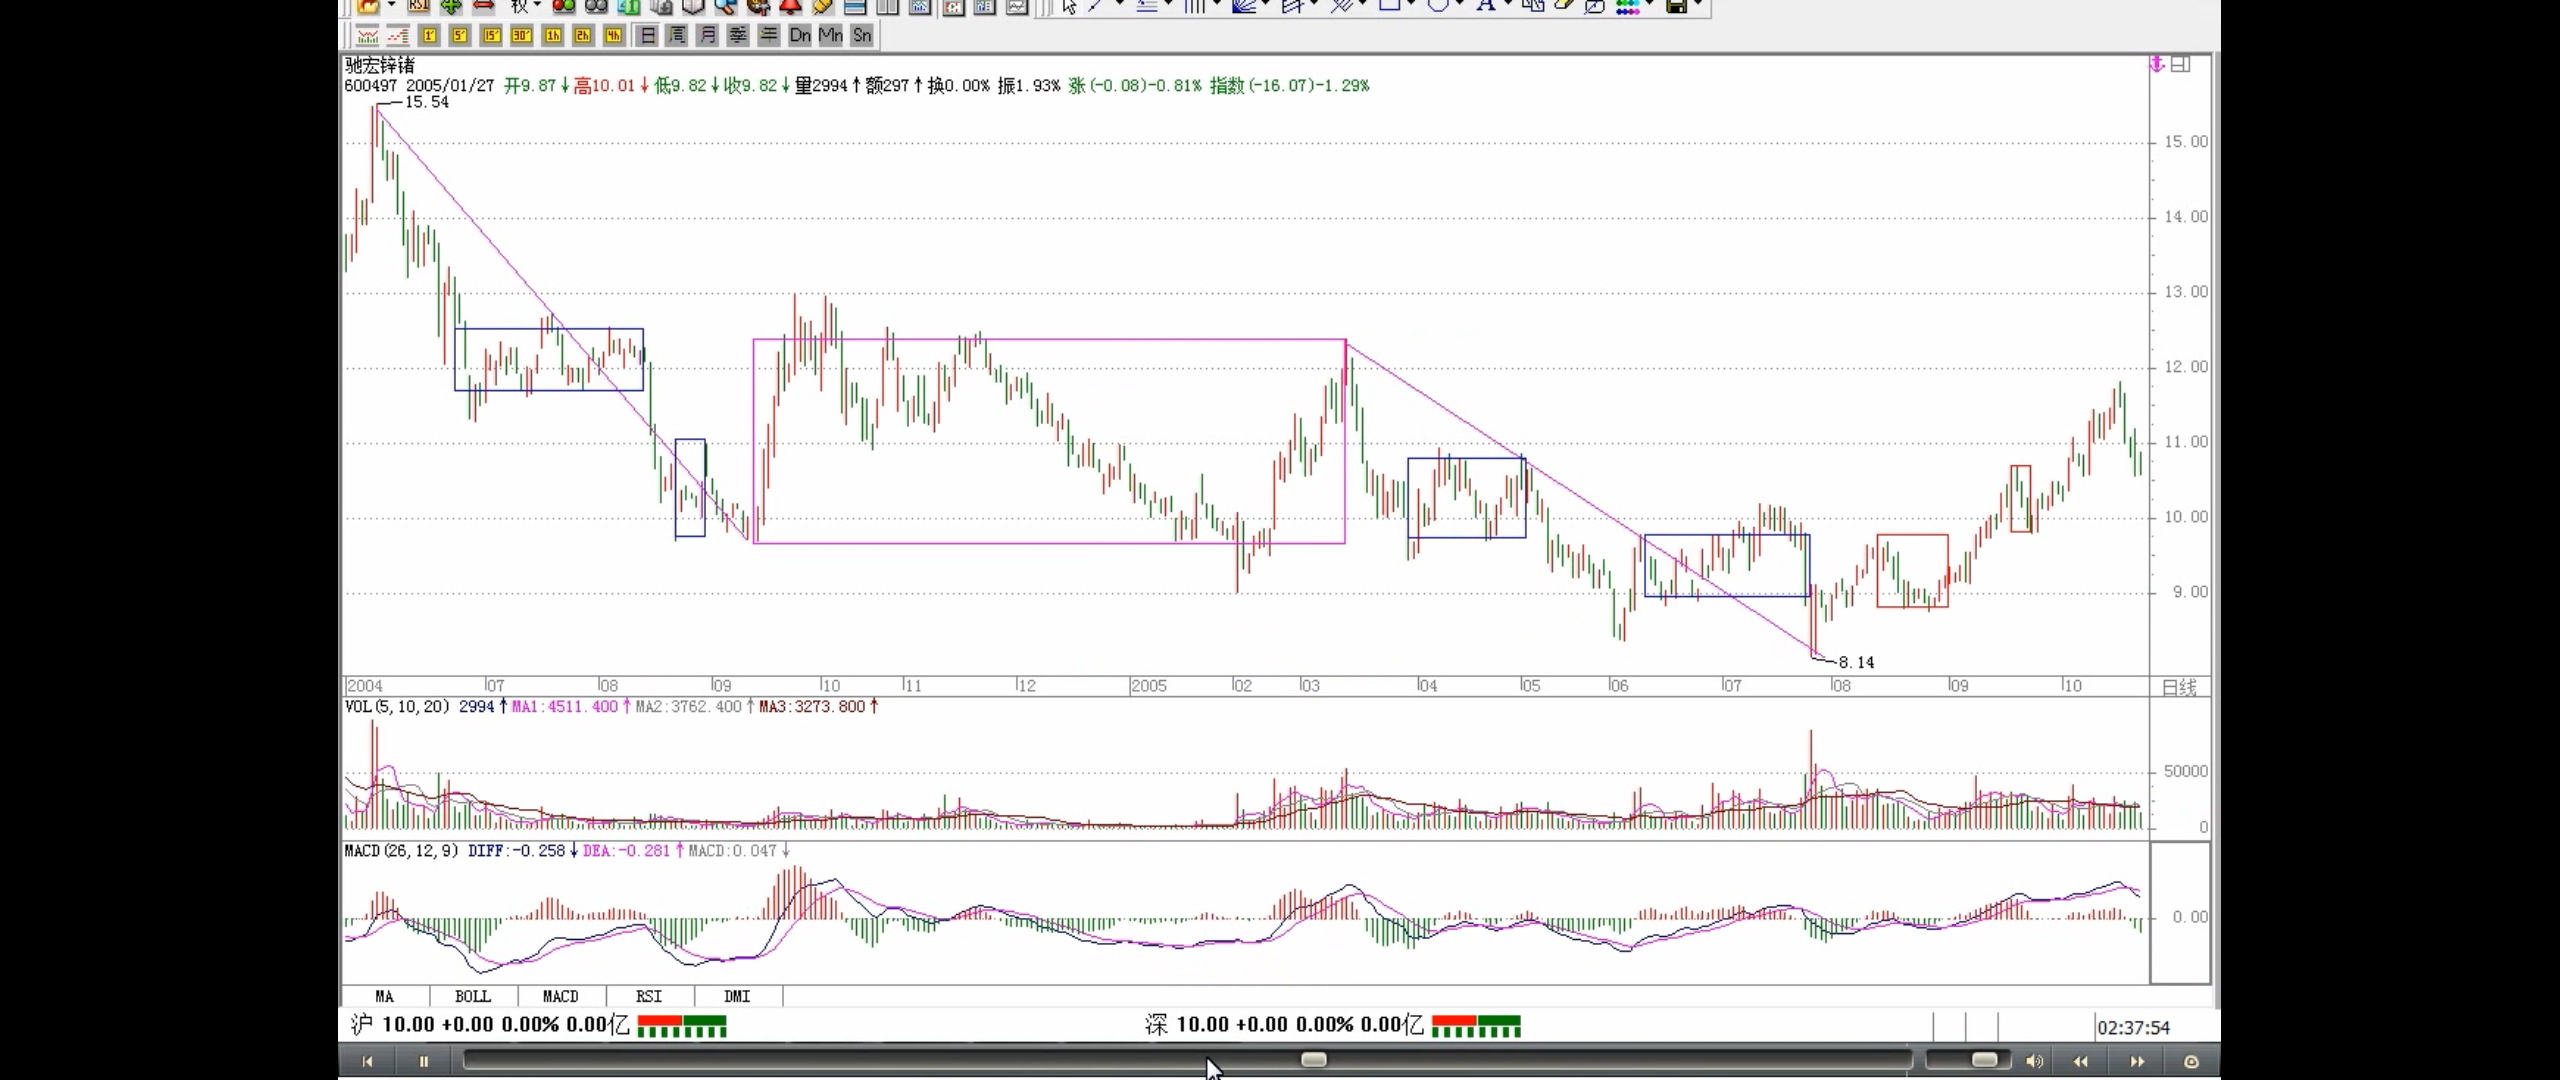 RSI 权 A
1' 5' 15' 30' 1h 2h 4h 日 周 月 季 年 Dn Mn Sn
驰宏锌锗
600497 2005/01/27 开9.87↓高10.01↓低9.82↓收9.82↓量2994↑额297↑换0.00% 振1.93% 涨(-0.08)-0.81% 指数(-16.07)-1.29%
15.54
15.00
14.00
13.00
12.00
11.00
10.00
9.00
8.14
2004 07 08 09 10 11 12 2005 02 03 04 05 06 07 08 09 10 日线
VOL(5,10,20) 2994↑MA1:4511.400↑MA2:3762.400↑MA3:3273.800↑
50000
0
MACD(26,12,9) DIFF:-0.258↓DEA:-0.281↑MACD:0.047↓
0.00
MA BOLL MACD RSI DMI
沪 10.00 +0.00 0.00% 0.00亿 深 10.00 +0.00 0.00% 0.00亿 02:37:54